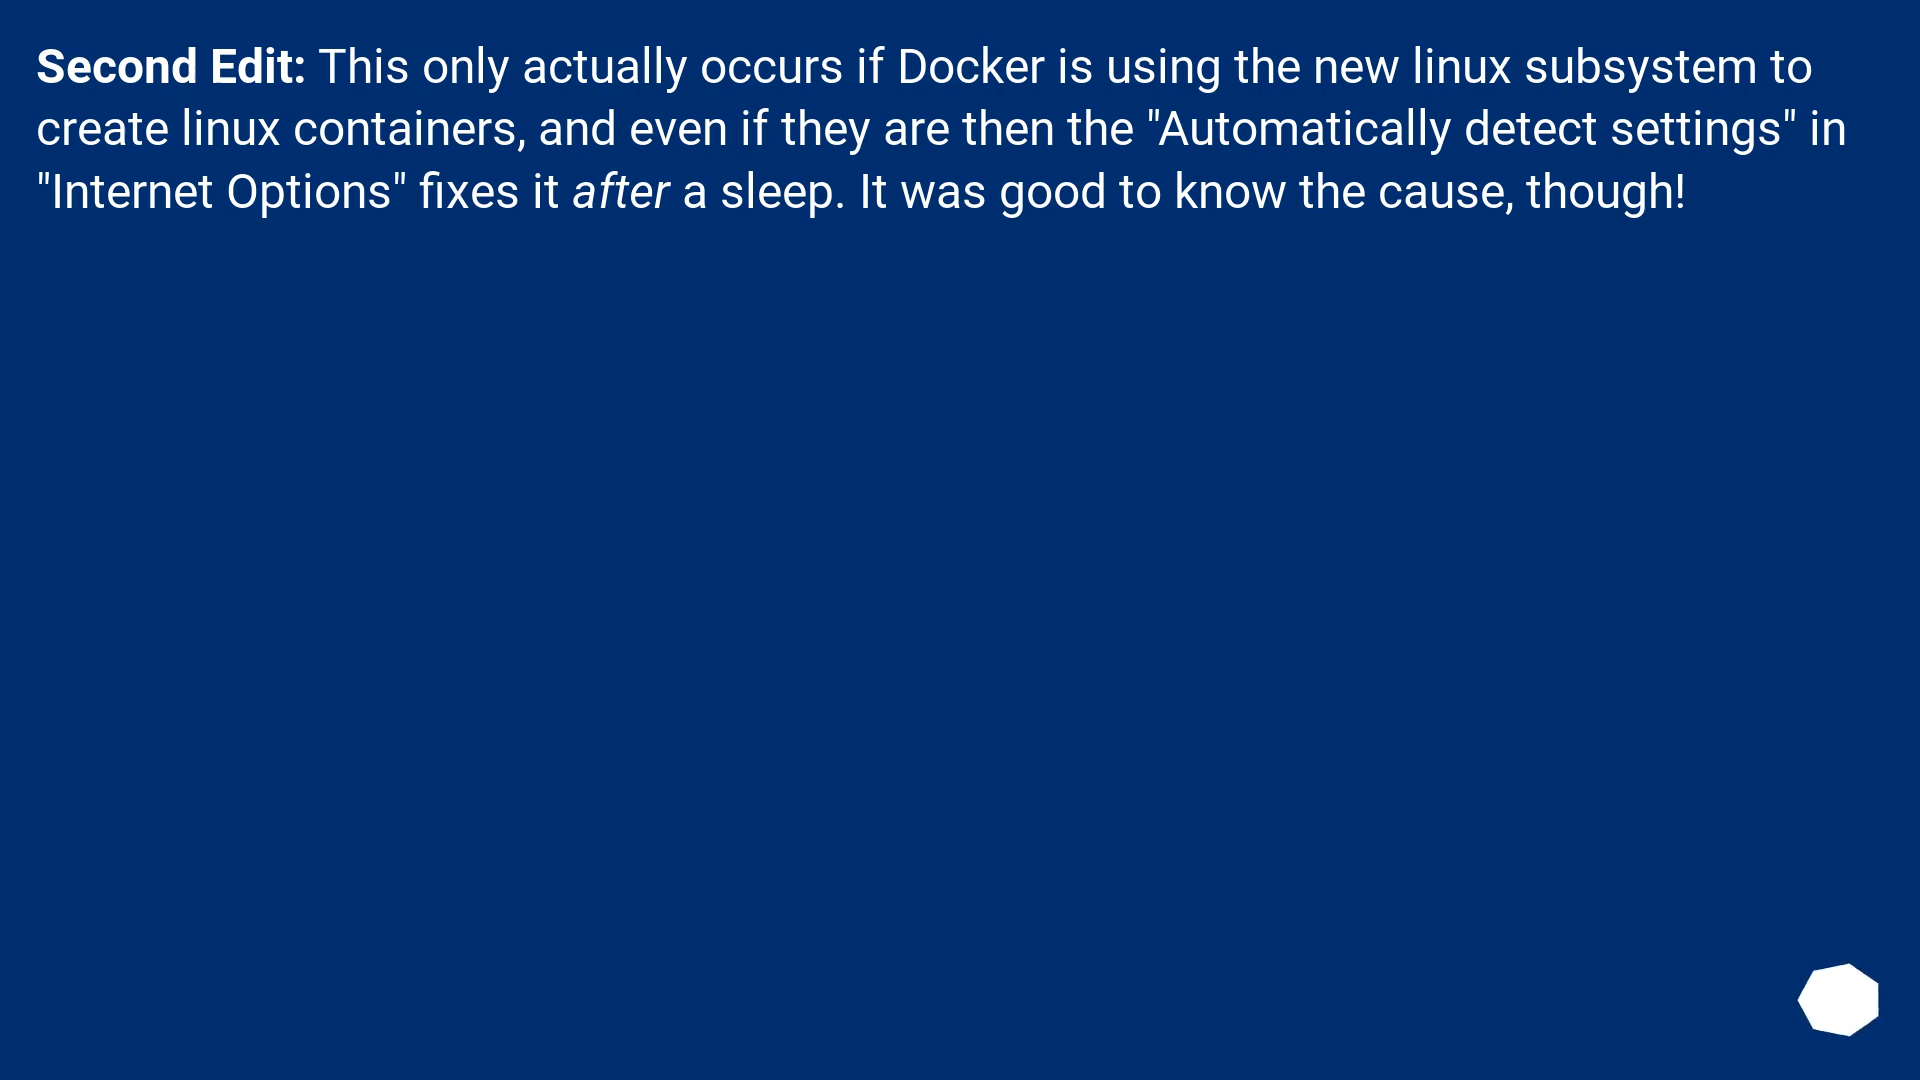 Second Edit: This only actually occurs if Docker is using the new linux subsystem to
create linux containers, and even if they are then the "Automatically detect settings" in
"Internet Options" fixes it after a sleep. It was good to know the cause, though!